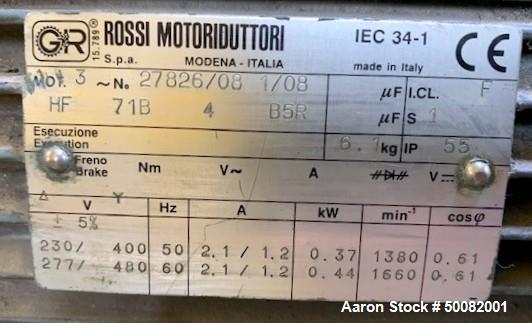 G R ROSSI MOTORIDUTTORI IEC 34-1 CE
15.789 S.p.a. MODENA - ITALIA made in Italy
MOT. 3 ~ No. 27826/08 1/08 µF I.CL. F
HF 71B 4 B5R µF S 1
Esecuzione
Execution 6.1 kg IP 55
Freno
Brake Nm V~ A V
Δ Y
V Hz A kW min-1 cosφ
± 5%
230/ 400 50 2.1 / 1.2 0.37 1380 0.61
277/ 480 60 2.1 / 1.2 0.44 1660 0.61
Aaron Stock # 50082001